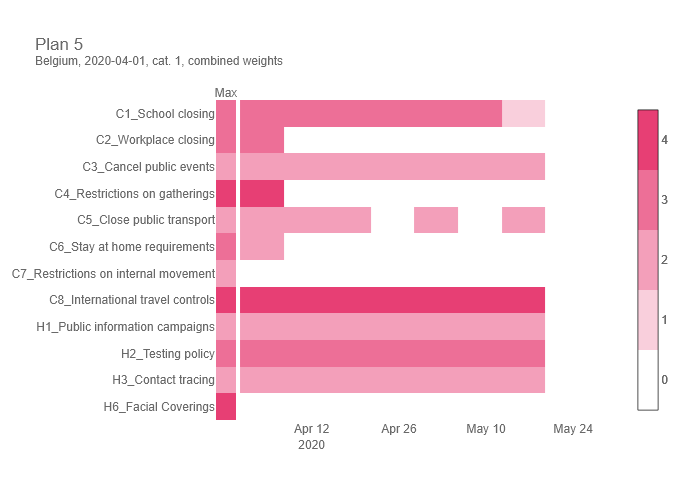 Plan 5
Belgium, 2020-04-01, cat. 1, combined weights
Max
C1_School closing
C2_Workplace closing
C3_Cancel public events
C4_Restrictions on gatherings
C5_Close public transport
C6_Stay at home requirements
C7_Restrictions on internal movement
C8_International travel controls
H1_Public information campaigns
H2_Testing policy
H3_Contact tracing
H6_Facial Coverings
Apr 12 Apr 26 May 10 May 24
2020
4
3
2
1
0